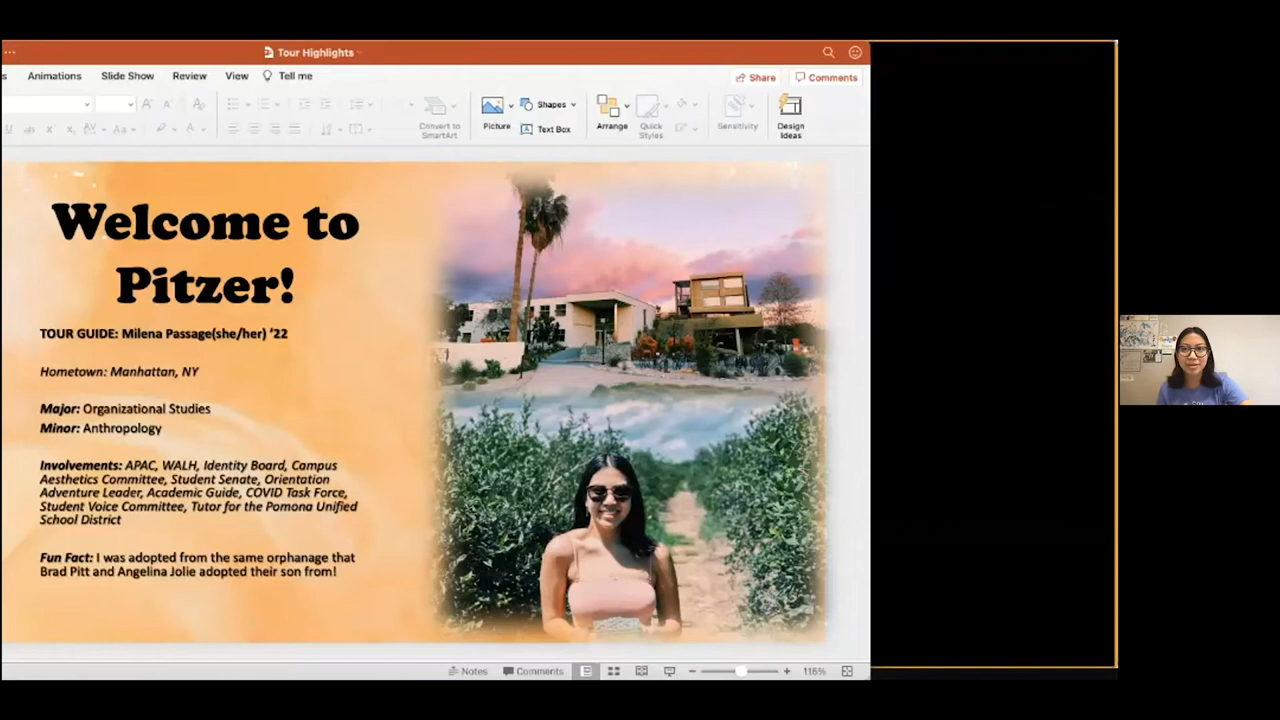 Tour Highlights
Animations Slide Show Review View Tell me
Share Comments
Convert to
SmartArt
Picture
Shapes
Text Box
Arrange
Quick
Styles
Sensitivity
Design
Ideas
Welcome to
Pitzer!
TOUR GUIDE: Milena Passage(she/her) '22
Hometown: Manhattan, NY
Major: Organizational Studies
Minor: Anthropology
Involvements: APAC, WALH, Identity Board, Campus
Aesthetics Committee, Student Senate, Orientation
Adventure Leader, Academic Guide, COVID Task Force,
Student Voice Committee, Tutor for the Pomona Unified
School District
Fun Fact: I was adopted from the same orphanage that
Brad Pitt and Angelina Jolie adopted their son from!
Notes Comments 116%